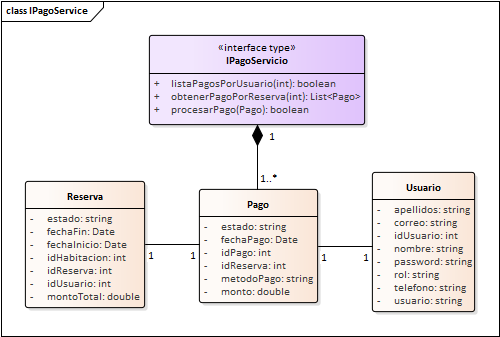 class IPagoService
«interface type»
IPagoServicio
+ listaPagosPorUsuario(int): boolean
+ obtenerPagoPorReserva(int): List<Pago>
+ procesarPago(Pago): boolean
1
1..*
Reserva
- estado: string
- fechaFin: Date
- fechaInicio: Date
- idHabitacion: int
- idReserva: int
- idUsuario: int
- montoTotal: double
1
1
Pago
- estado: string
- fechaPago: Date
- idPago: int
- idReserva: int
- metodoPago: string
- monto: double
1
1
Usuario
- apellidos: string
- correo: string
- idUsuario: int
- nombre: string
- password: string
- rol: string
- telefono: string
- usuario: string